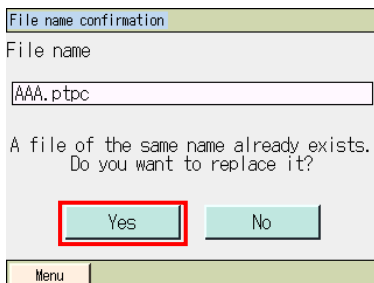 File name confirmation
File name
AAA.ptpc
A file of the same name already exists.
Do you want to replace it?
Yes No
Menu